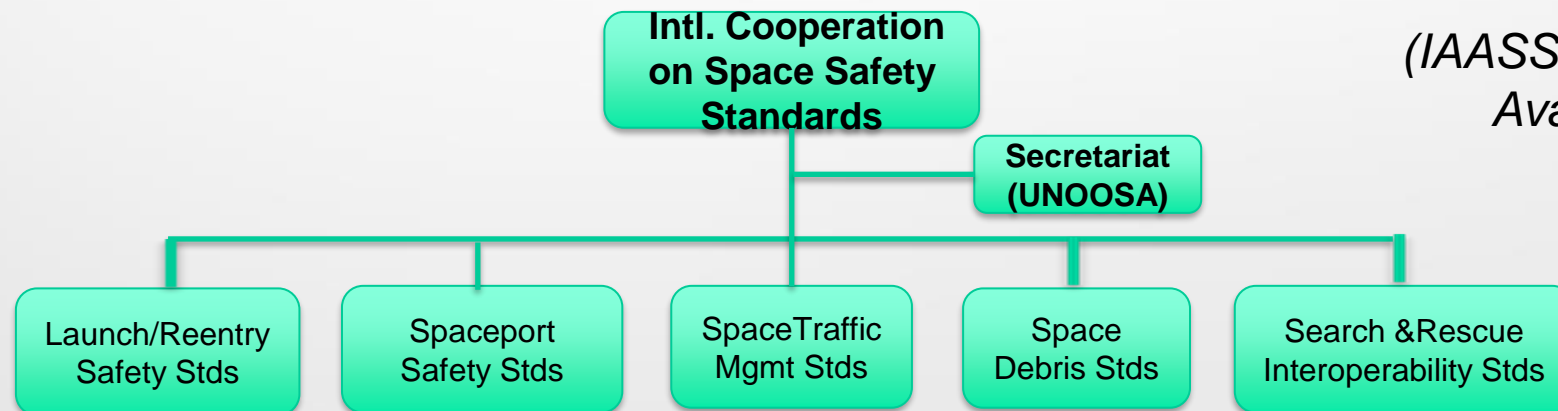 Intl. Cooperation
on Space Safety
Standards
(IAASS
Secretariat
(UNOOSA)
Launch/Reentry
Safety Stds
Spaceport
Safety Stds
SpaceTraffic
Mgmt Stds
Space
Debris Stds
Search &Rescue
Interoperability Stds